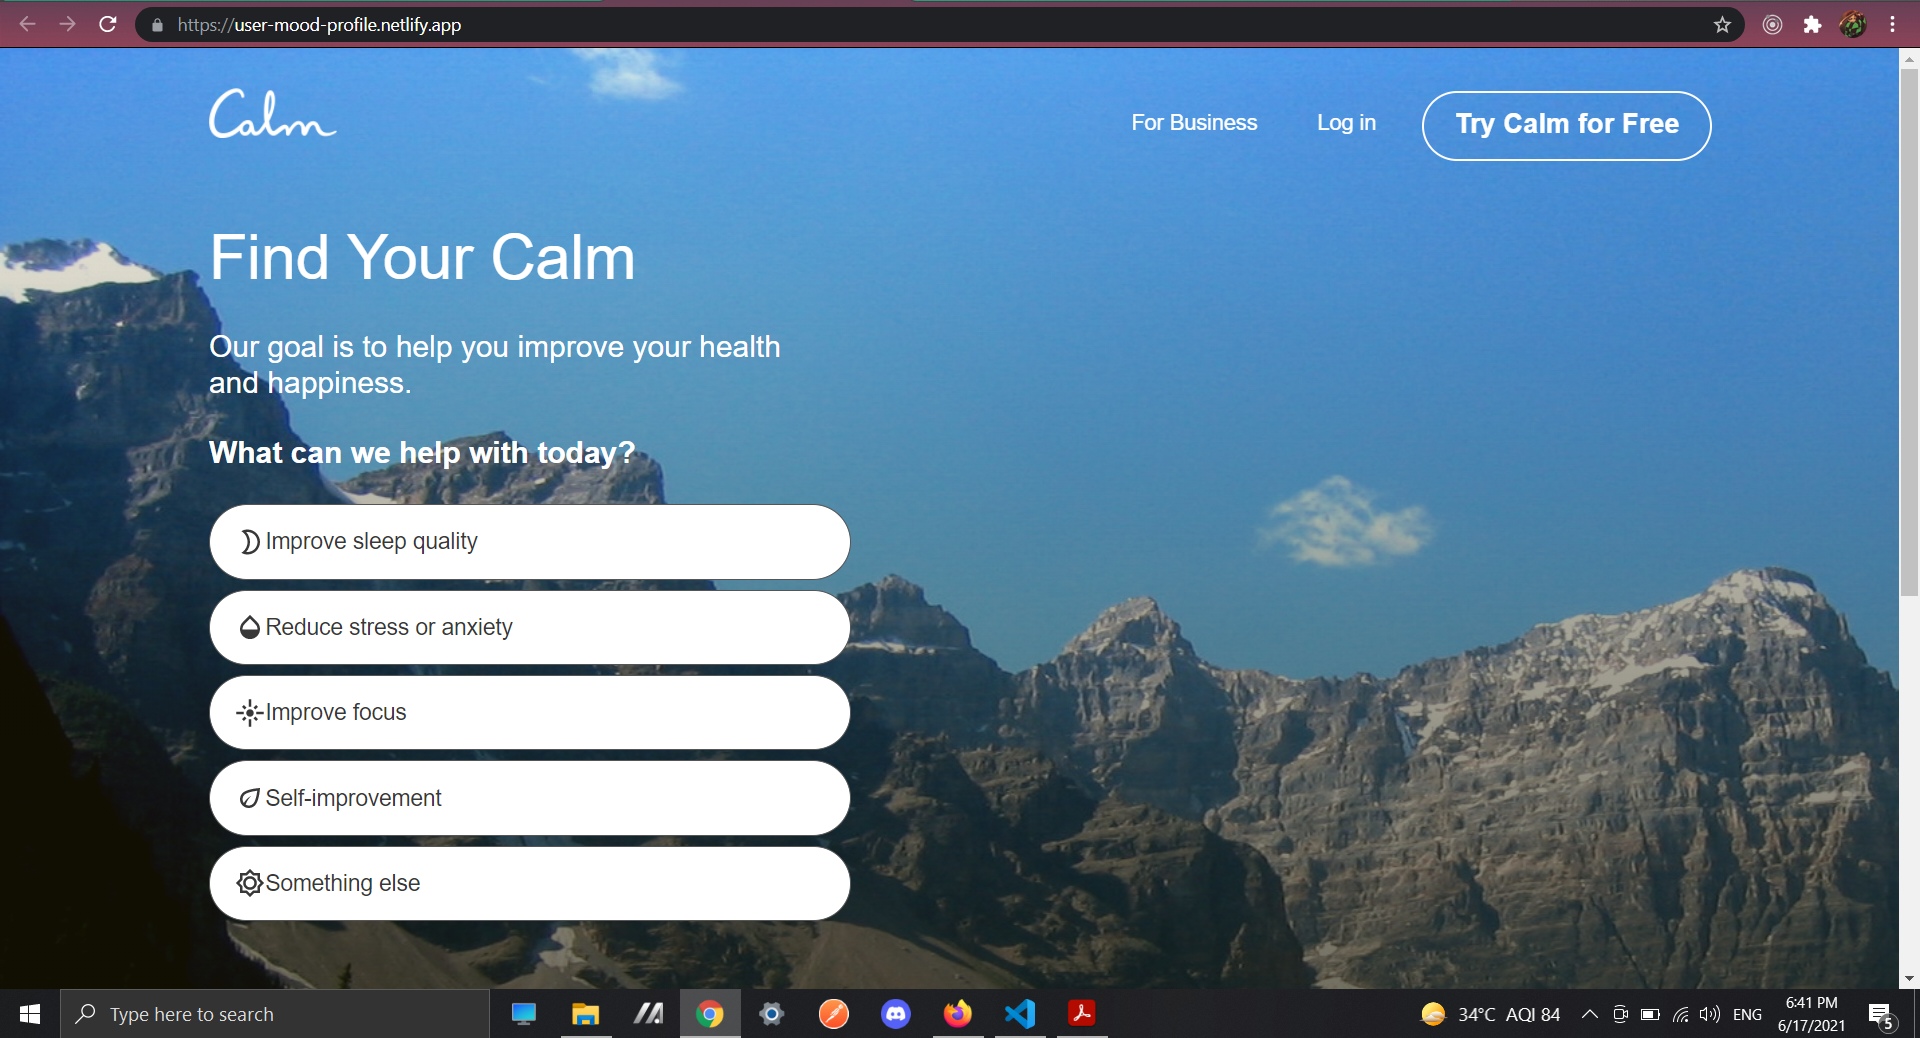 https://user-mood-profile.netlify.app
Calm
For Business
Log in
Try Calm for Free
Find Your Calm
Our goal is to help you improve your health
and happiness.
What can we help with today?
Improve sleep quality
Reduce stress or anxiety
Improve focus
Self-improvement
Something else
Type here to search
34°C AQI 84
ENG
6:41 PM
6/17/2021
5